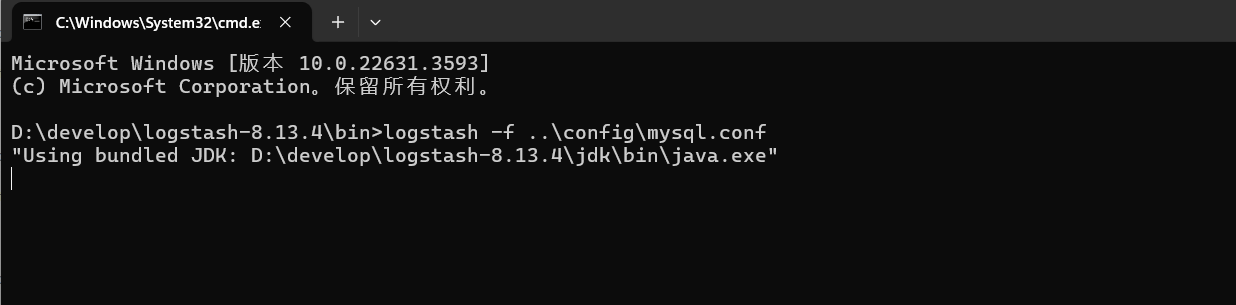 C:\Windows\System32\cmd.e
Microsoft Windows [版本 10.0.22631.3593]
(c) Microsoft Corporation。保留所有权利。
D:\develop\logstash-8.13.4\bin>logstash -f ..\config\mysql.conf
"Using bundled JDK: D:\develop\logstash-8.13.4\jdk\bin\java.exe"